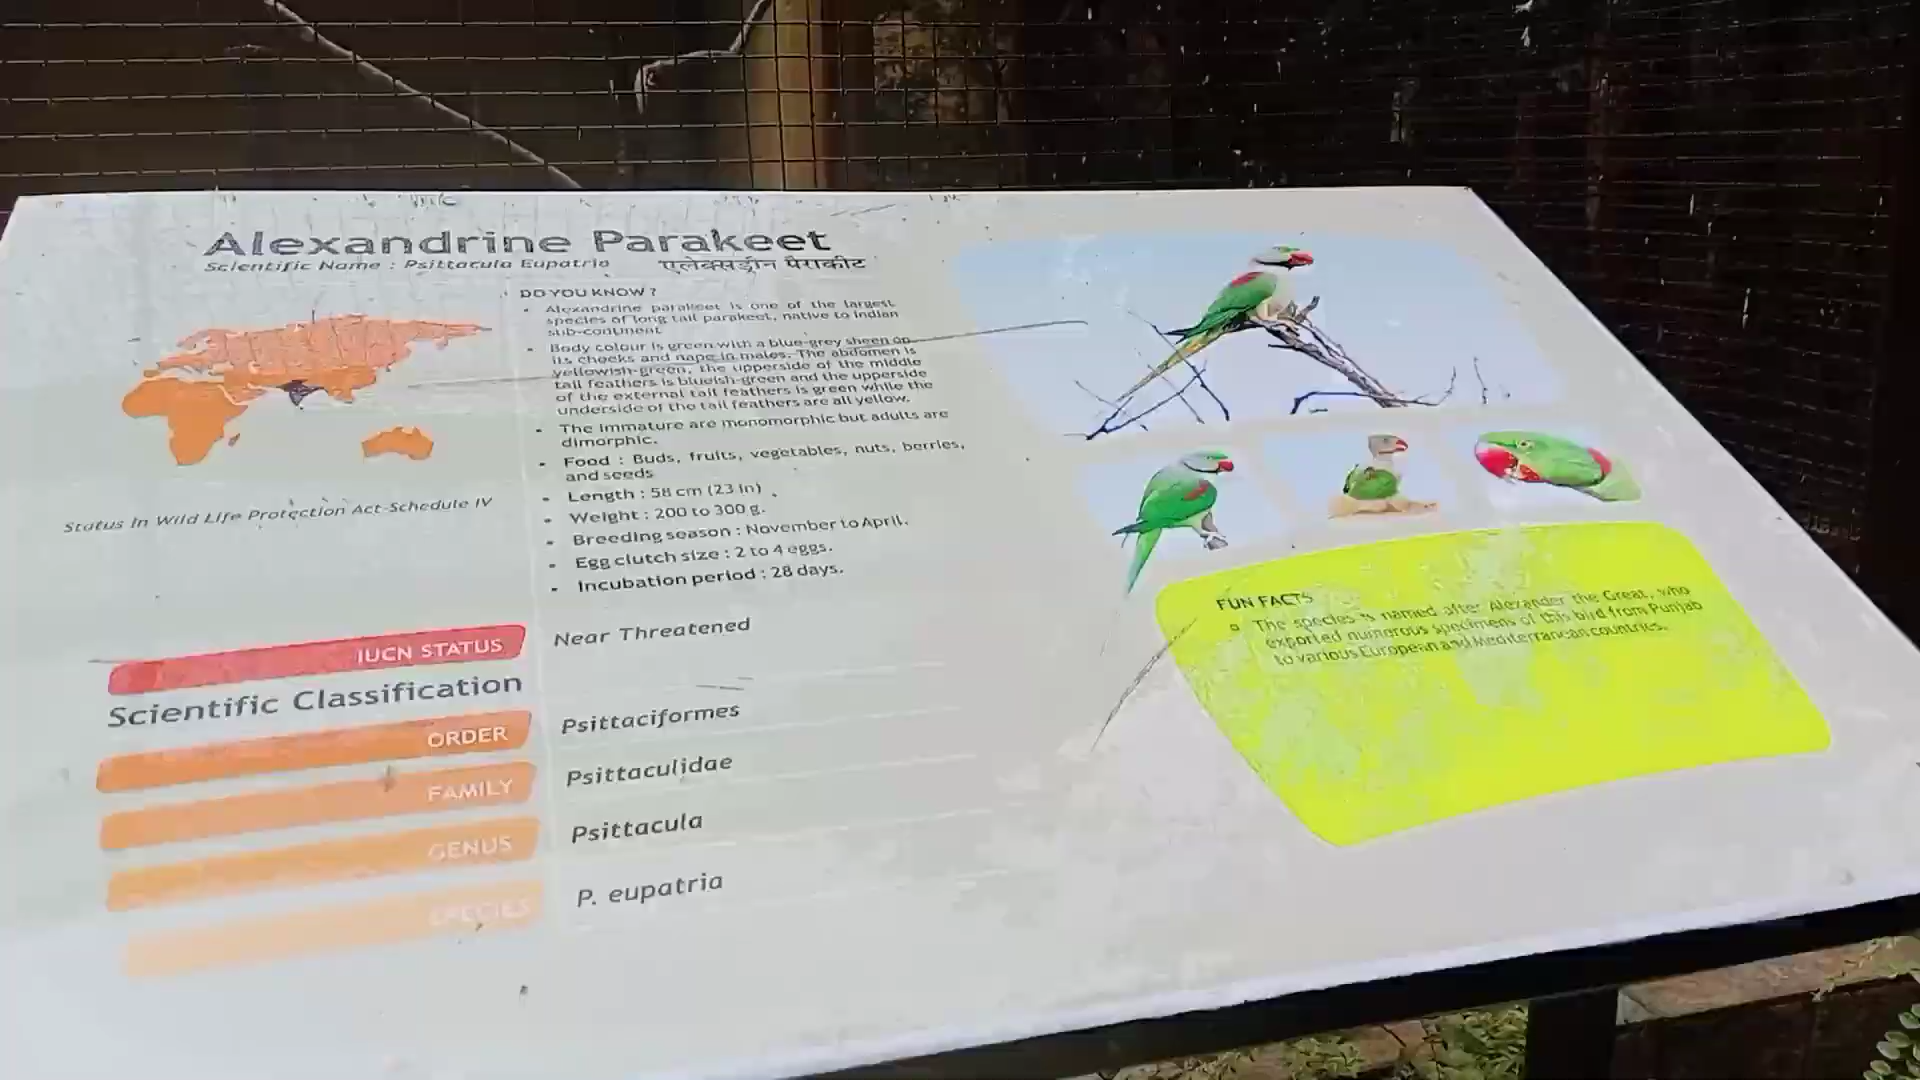 Alexandrine Parakeet
Scientific Name : Psittacula Eupatria
एलेक्सड्रीन पैराकीट
DO YOU KNOW ?
• Alexandrine parakeet is one of the largest
species of long tail parakeet, native to Indian
sub-continent
• Body colour is green with a blue-grey sheen on
its cheeks and nape in males. The abdomen is
yellowish-green, the upperside of the middle
tail feathers is blueish-green and the upperside
of the external tail feathers is green while the
underside of the tail feathers are all yellow.
• The immature are monomorphic but adults are
dimorphic.
• Food : Buds, fruits, vegetables, nuts, berries,
and seeds
• Length : 58 cm (23 in)
• Weight : 200 to 300 g.
• Breeding season : November to April.
• Egg clutch size : 2 to 4 eggs.
• Incubation period : 28 days.
Status In Wild Life Protection Act-Schedule IV
IUCN STATUS Near Threatened
Scientific Classification
ORDER Psittaciformes
FAMILY Psittaculidae
GENUS Psittacula
SPECIES P. eupatria
FUN FACTS
The species is named after Alexander the Great, who
exported numerous specimens of this bird from Punjab
to various European and Mediterranean countries.